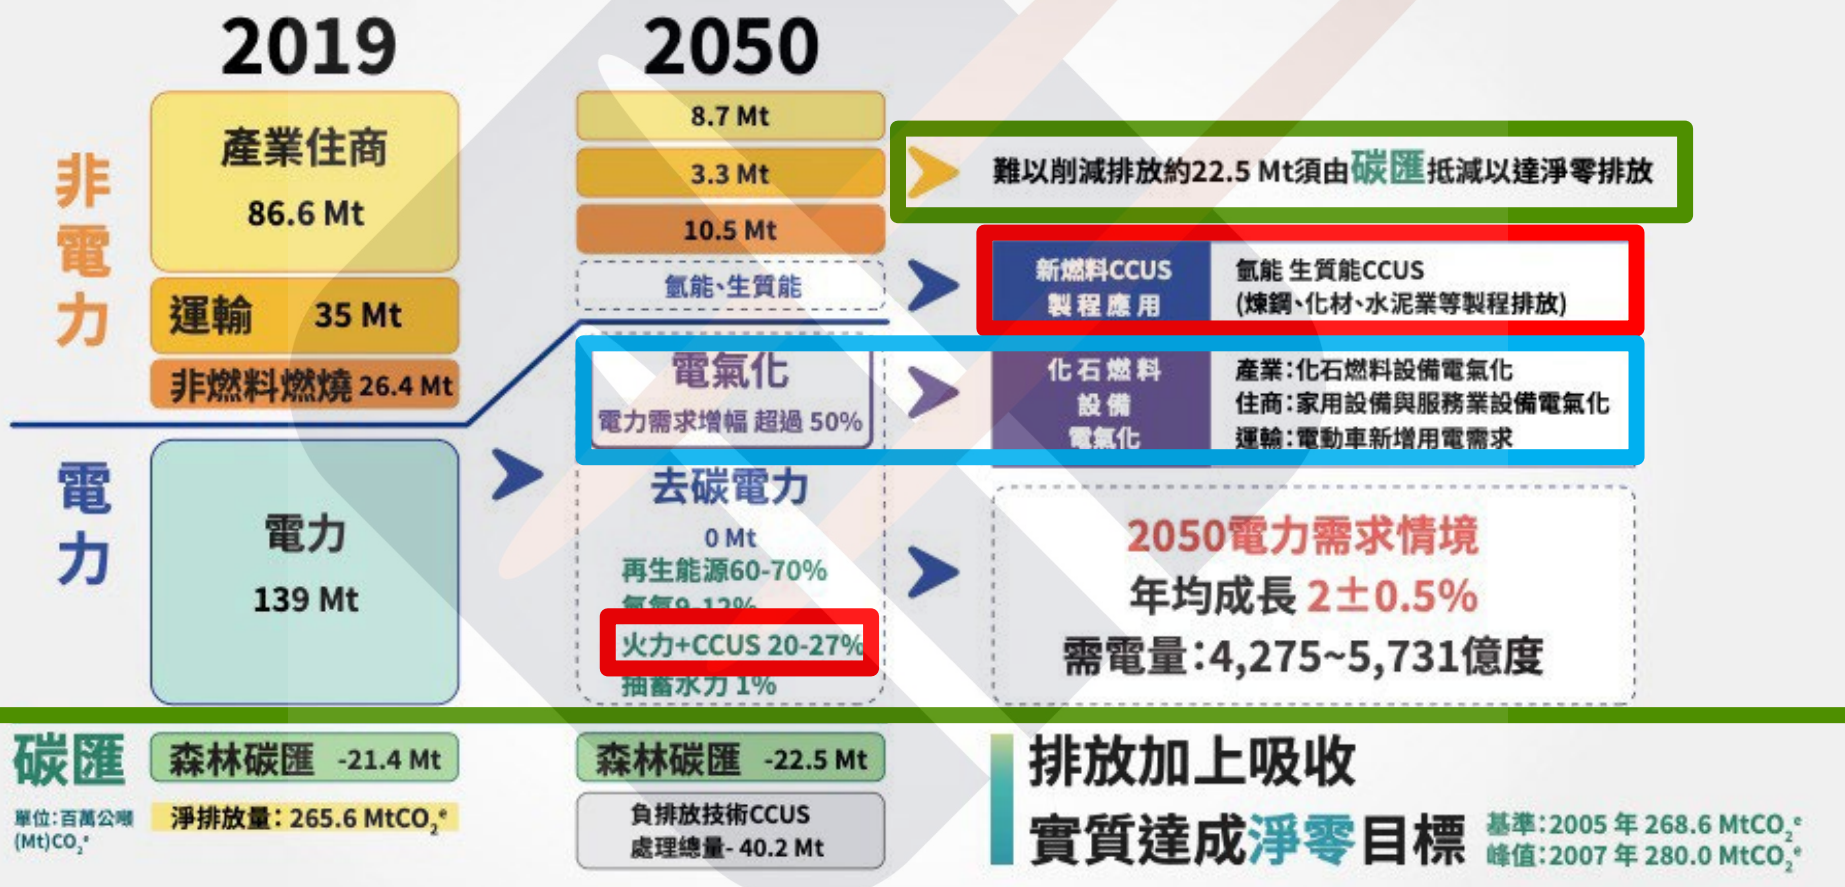 2019
2050
非電力
產業住商
86.6 Mt
運輸 35 Mt
非燃料燃燒 26.4 Mt
8.7 Mt
3.3 Mt
10.5 Mt
氫能、生質能
難以削減排放約22.5 Mt須由碳匯抵減以達淨零排放
新燃料CCUS
製程應用
氫能 生質能CCUS
(煉鋼、化材、水泥業等製程排放)
電氣化
電力需求增幅 超過 50%
化石燃料
設備
電氣化
產業:化石燃料設備電氣化
住商:家用設備與服務業設備電氣化
運輸:電動車新增用電需求
電力
電力
139 Mt
去碳電力
0 Mt
再生能源60-70%
氫氣9-12%
火力+CCUS 20-27%
抽蓄水力 1%
2050電力需求情境
年均成長 2±0.5%
需電量:4,275~5,731億度
碳匯
單位:百萬公噸
(Mt)CO₂ᵉ
森林碳匯 -21.4 Mt
淨排放量: 265.6 MtCO₂ᵉ
森林碳匯 -22.5 Mt
負排放技術CCUS
處理總量- 40.2 Mt
排放加上吸收
實質達成淨零目標
基準:2005 年 268.6 MtCO₂ᵉ
峰值:2007 年 280.0 MtCO₂ᵉ